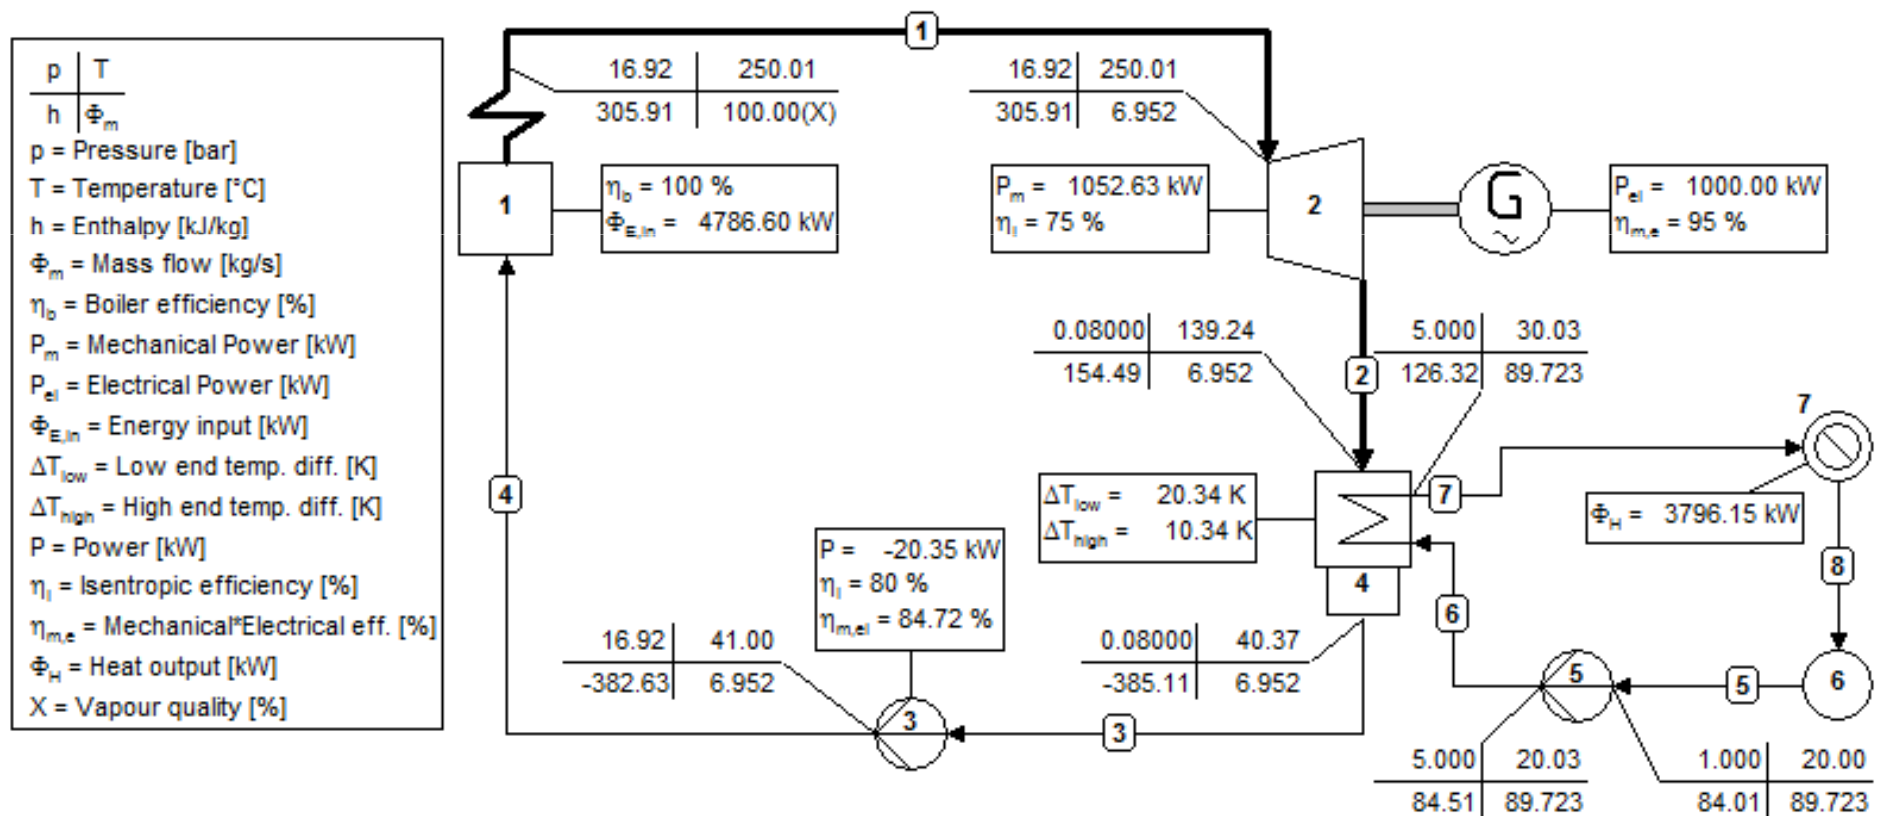 p T
h Φm
p = Pressure [bar]
T = Temperature [°C]
h = Enthalpy [kJ/kg]
Φm = Mass flow [kg/s]
ηb = Boiler efficiency [%]
Pm = Mechanical Power [kW]
Pel = Electrical Power [kW]
ΦE,in = Energy input [kW]
ΔTlow = Low end temp. diff. [K]
ΔThigh = High end temp. diff. [K]
P = Power [kW]
ηi = Isentropic efficiency [%]
ηm,e = Mechanical*Electrical eff. [%]
ΦH = Heat output [kW]
X = Vapour quality [%]
1
16.92 250.01
305.91 100.00(X)
16.92 250.01
305.91 6.952
1
ηb = 100 %
ΦE,in = 4786.60 kW
Pm = 1052.63 kW
ηi = 75 %
2
G
~
Pel = 1000.00 kW
ηm,e = 95 %
0.08000 139.24
154.49 6.952
2
5.000 30.03
126.32 89.723
7
4
ΔTlow = 20.34 K
ΔThigh = 10.34 K
7
ΦH = 3796.15 kW
8
P = -20.35 kW
ηi = 80 %
ηm,el = 84.72 %
4
6
16.92 41.00
-382.63 6.952
0.08000 40.37
-385.11 6.952
3
3
5
5
6
5.000 20.03
84.51 89.723
1.000 20.00
84.01 89.723